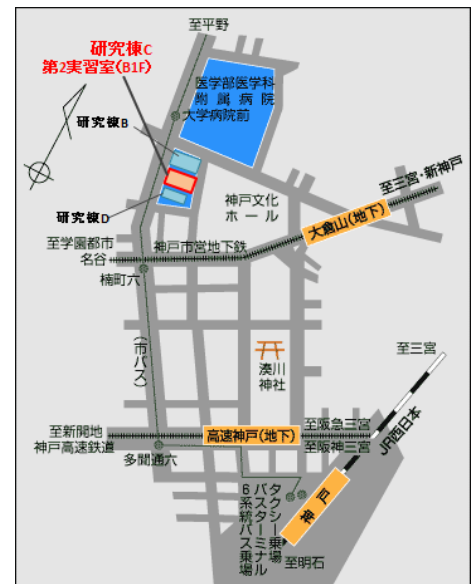 至平野
研究棟C
第2実習室(B1F)
医学部医学科
附属病院
大学病院前
研究棟B
研究棟D
神戸文化
ホール
至三宮・新神戸
大倉山(地下)
至学園都市
名谷
神戸市営地下鉄
楠町六
(市バス)
湊川
神社
至三宮
JR西日本
至新開地
神戸高速鉄道
高速神戸(地下)
至阪急三宮
至阪神三宮
多聞通六
タクシー乗場
バスターミナル
6系統バス乗場
神戸
至明石